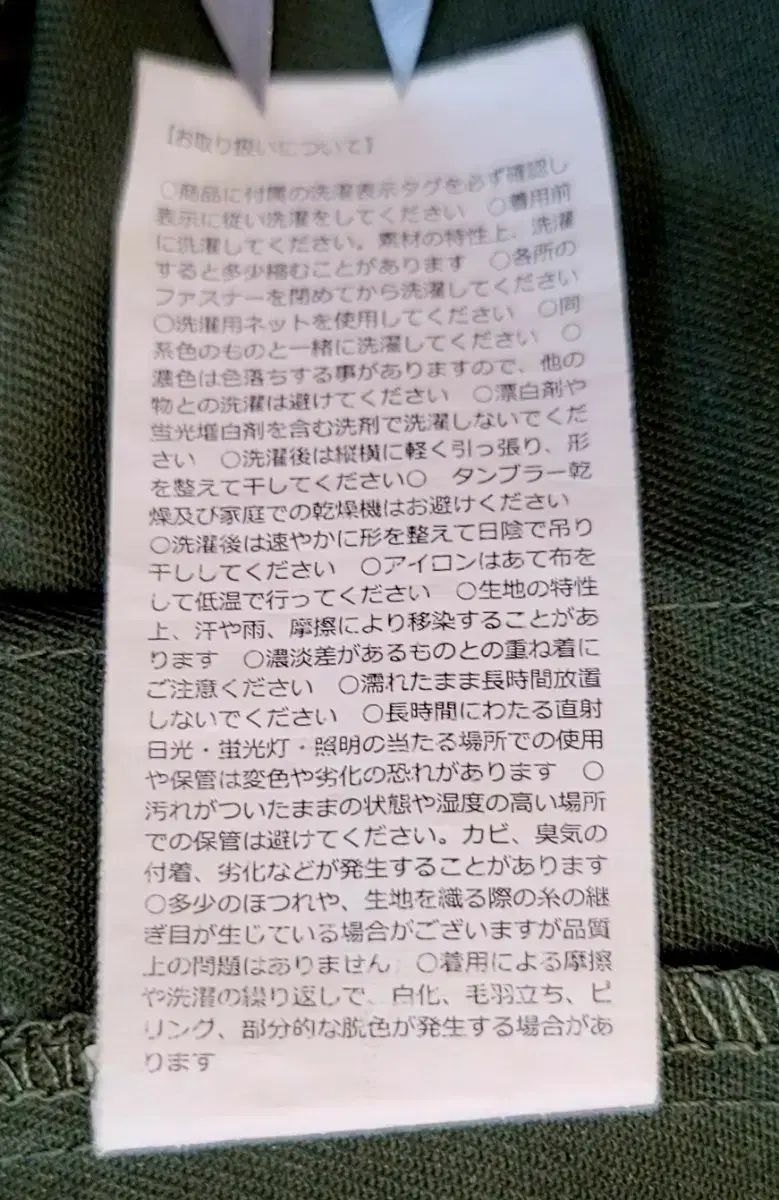 【お取り扱いについて】
○商品に付属の洗濯表示タグを必ず確認し
表示に従い洗濯をしてください　○着用前
に洗濯してください。素材の特性上、洗濯
すると多少縮むことがあります　○各所の
ファスナーを閉めてから洗濯してください
○洗濯用ネットを使用してください　○同
系色のものと一緒に洗濯してください　○
濃色は色落ちする事がありますので、他の
物との洗濯は避けてください　○漂白剤や
蛍光増白剤を含む洗剤で洗濯しないでくだ
さい　○洗濯後は縦横に軽く引っ張り、形
を整えて干してください○　タンブラー乾
燥及び家庭での乾燥機はお避けください
○洗濯後は速やかに形を整えて日陰で吊り
干ししてください　○アイロンはあて布を
して低温で行ってください　○生地の特性
上、汗や雨、摩擦により移染することがあ
ります　○濃淡差があるものとの重ね着に
ご注意ください　○濡れたまま長時間放置
しないでください　○長時間にわたる直射
日光・蛍光灯・照明の当たる場所での使用
や保管は変色や劣化の恐れがあります　○
汚れがついたままの状態や湿度の高い場所
での保管は避けてください。カビ、臭気の
付着、劣化などが発生することがあります
○多少のほつれや、生地を織る際の糸の継
ぎ目が生じている場合がございますが品質
上の問題はありません　○着用による摩擦
や洗濯の繰り返しで、白化、毛羽立ち、ピ
リング、部分的な脱色が発生する場合があ
ります